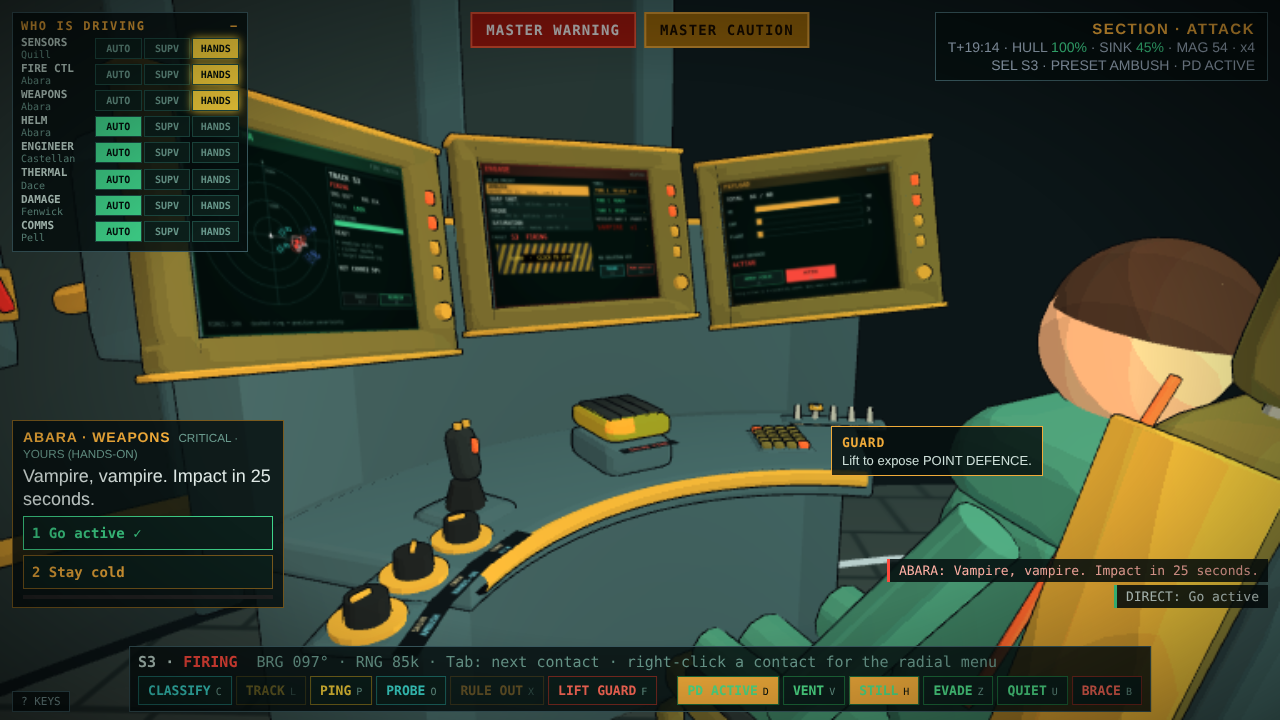 WHO IS DRIVING –
SENSORS
Quill
AUTO SUPV HANDS
FIRE CTL
Abara
AUTO SUPV HANDS
WEAPONS
Abara
AUTO SUPV HANDS
HELM
Abara
AUTO SUPV HANDS
ENGINEER
Castellan
AUTO SUPV HANDS
THERMAL
Dace
AUTO SUPV HANDS
DAMAGE
Fenwick
AUTO SUPV HANDS
COMMS
Pell
AUTO SUPV HANDS
MASTER WARNING
MASTER CAUTION
SECTION · ATTACK
T+19:14 · HULL 100% · SINK 45% · MAG 54 · x4
SEL S3 · PRESET AMBUSH · PD ACTIVE
TRACK S3
FIRING
ENGAGE
S3 FIRING
ACTIVE
ABARA · WEAPONS CRITICAL ·
YOURS (HANDS-ON)
Vampire, vampire. Impact in 25
seconds.
1 Go active ✓
2 Stay cold
GUARD
Lift to expose POINT DEFENCE.
ABARA: Vampire, vampire. Impact in 25 seconds.
DIRECT: Go active
S3 · FIRING BRG 097° · RNG 85k · Tab: next contact · right-click a contact for the radial menu
CLASSIFY C
TRACK L
PING P
PROBE O
RULE OUT X
LIFT GUARD F
PD ACTIVE D
VENT V
STILL H
EVADE Z
QUIET U
BRACE B
? KEYS